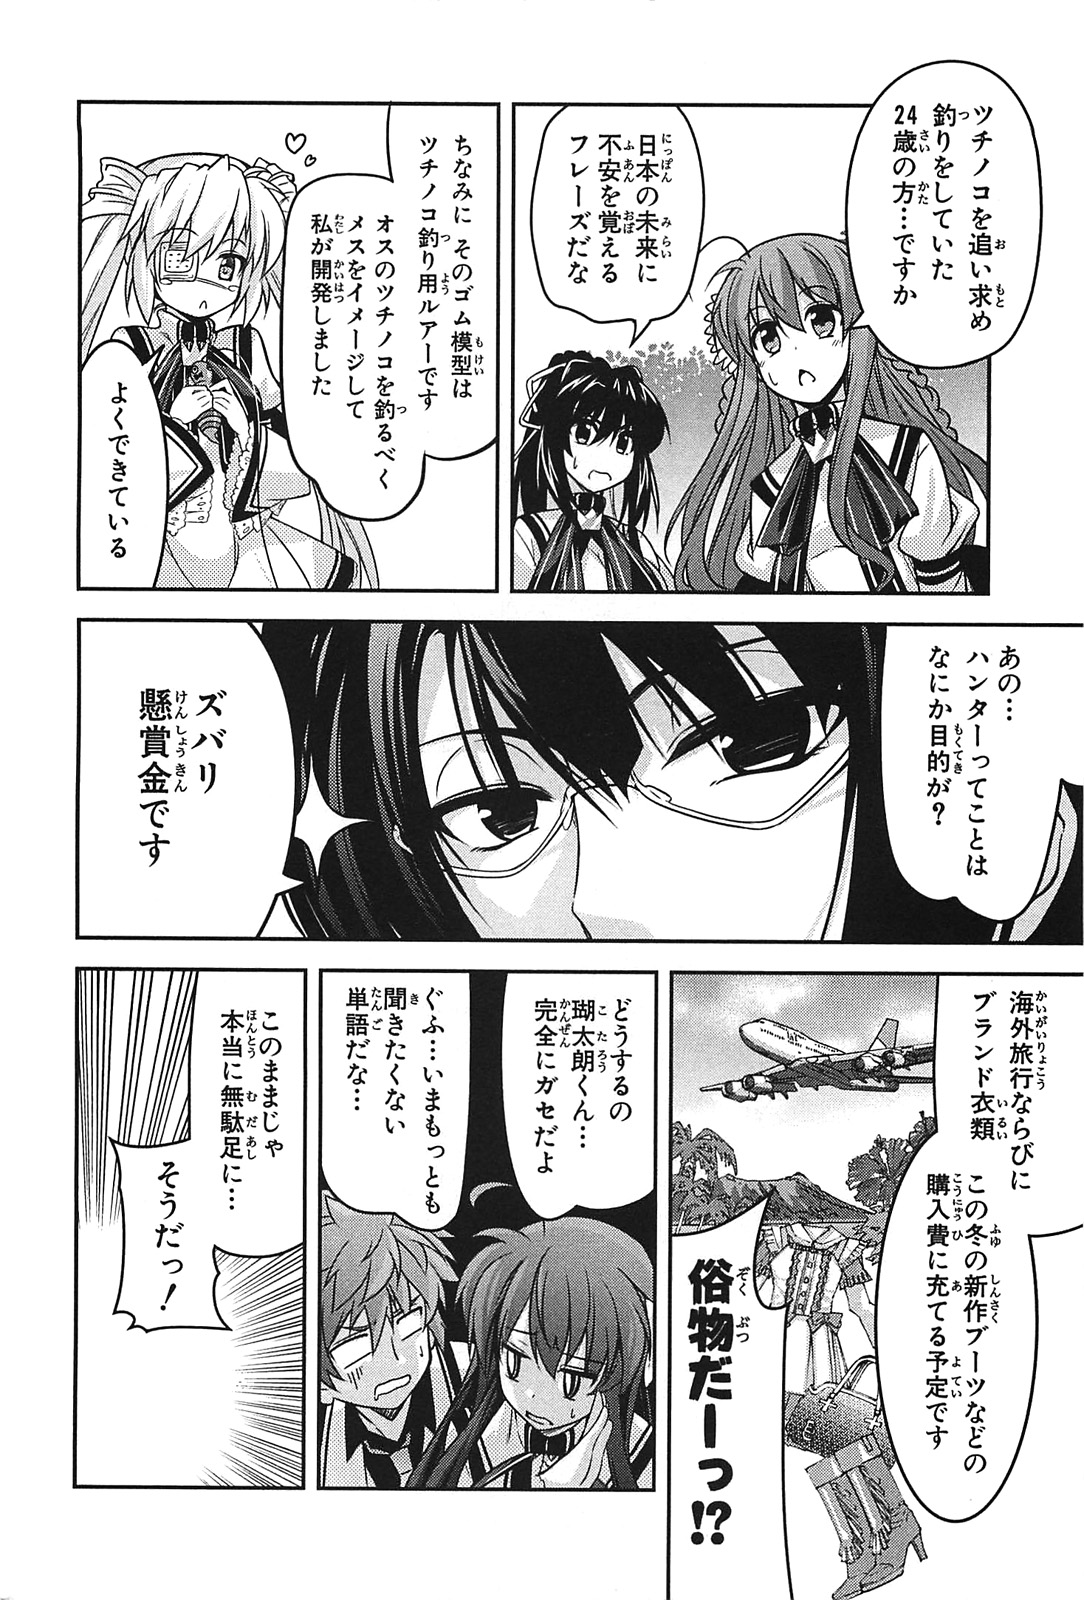 ツチノコを追い求め
釣りをしていた
24歳の方…ですか
日本の未来に
不安を覚える
フレーズだな
ちなみに そのゴム模型は
ツチノコ釣り用ルアーです
オスのツチノコを釣るべく
メスをイメージして
私が開発しました
よくできている
あの…
ハンターってことは
なにか目的が？
ズバリ
懸賞金です
海外旅行ならびに
ブランド衣類
この冬の新作ブーツなどの
購入費に充てる予定です
俗物だーっ!?
どうするの
瑚太朗くん…
完全にガセだよ
ぐふ…いまもっとも
聞きたくない
単語だな…
このままじゃ
本当に無駄足に…
そうだっ！